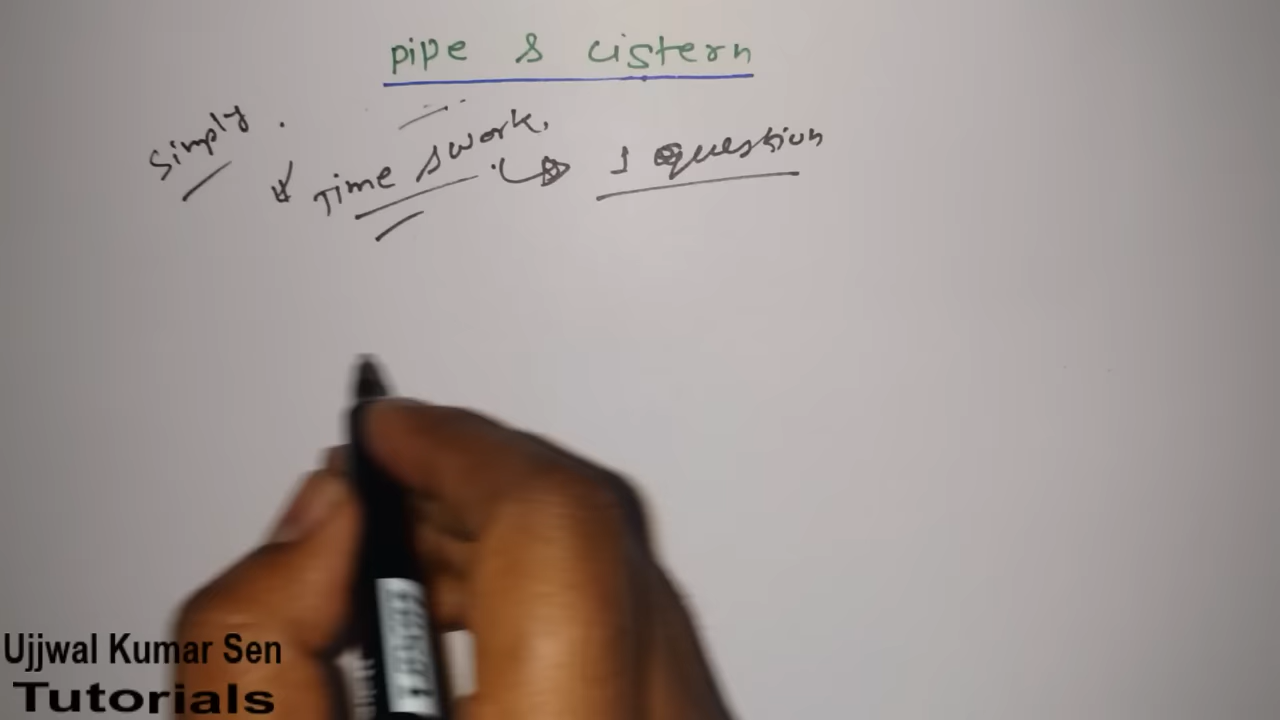 pipe & cistern
Simply.
Time & work, → 1 question
Ujjwal Kumar Sen
Tutorials